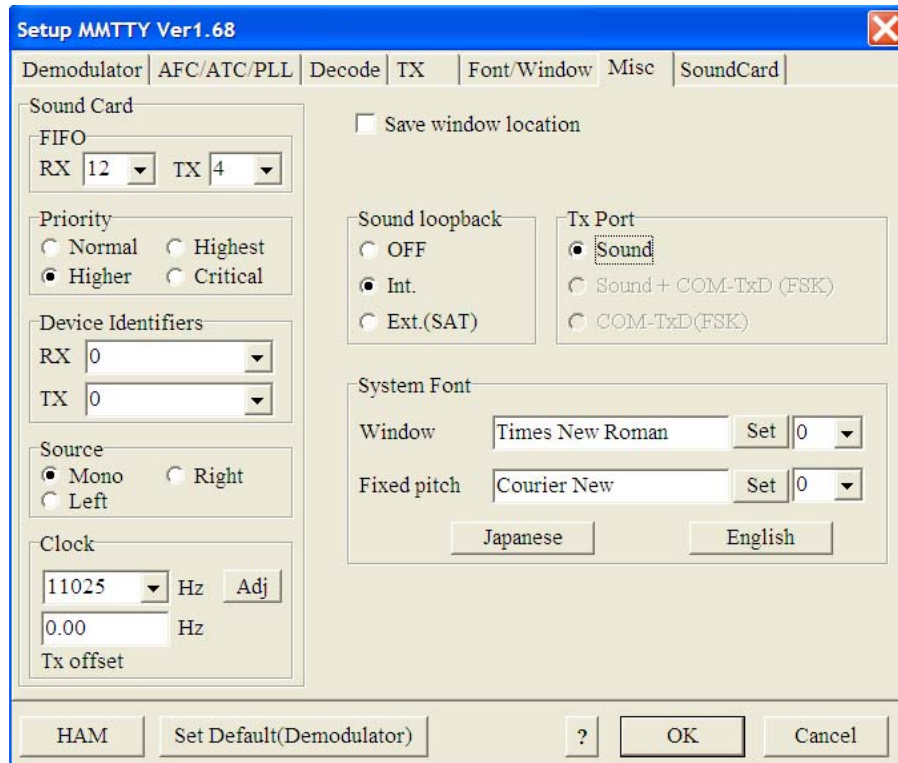 Setup MMTTY Ver1.68
Demodulator AFC/ATC/PLL Decode TX Font/Window Misc SoundCard
Sound Card
FIFO
RX 12 TX 4
Priority
Normal Highest
Higher Critical
Device Identifiers
RX 0
TX 0
Source
Mono Right
Left
Clock
11025 Hz Adj
0.00 Hz
Tx offset
Save window location
Sound loopback
OFF
Int.
Ext.(SAT)
Tx Port
Sound
Sound + COM-TxD (FSK)
COM-TxD(FSK)
System Font
Window Times New Roman Set 0
Fixed pitch Courier New Set 0
Japanese English
HAM Set Default(Demodulator) ? OK Cancel